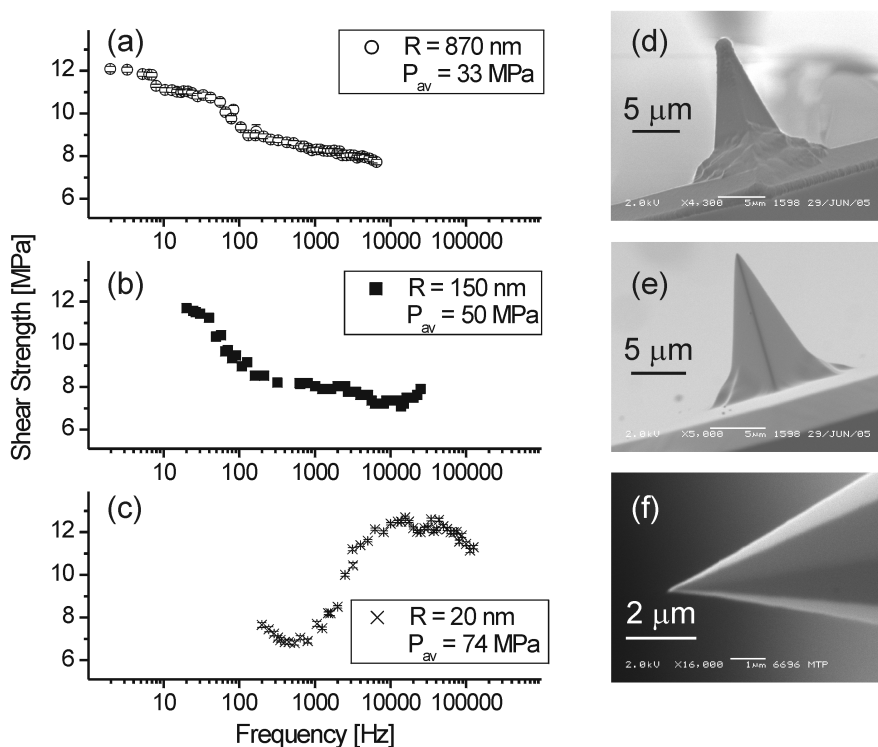 (a)
R = 870 nm
P_av = 33 MPa
12
10
8
6
10 100 1000 10000 100000
(b)
R = 150 nm
P_av = 50 MPa
12
10
8
6
10 100 1000 10000 100000
(c)
R = 20 nm
P_av = 74 MPa
12
10
8
6
10 100 1000 10000 100000
Shear Strength [MPa]
Frequency [Hz]
(d)
5 μm
2.0kV X4,300 5μm 1598 29/JUN/05
(e)
5 μm
2.0kV X5,000 5μm 1598 29/JUN/05
(f)
2 μm
2.0kV X16,000 1μm 6696 MTP